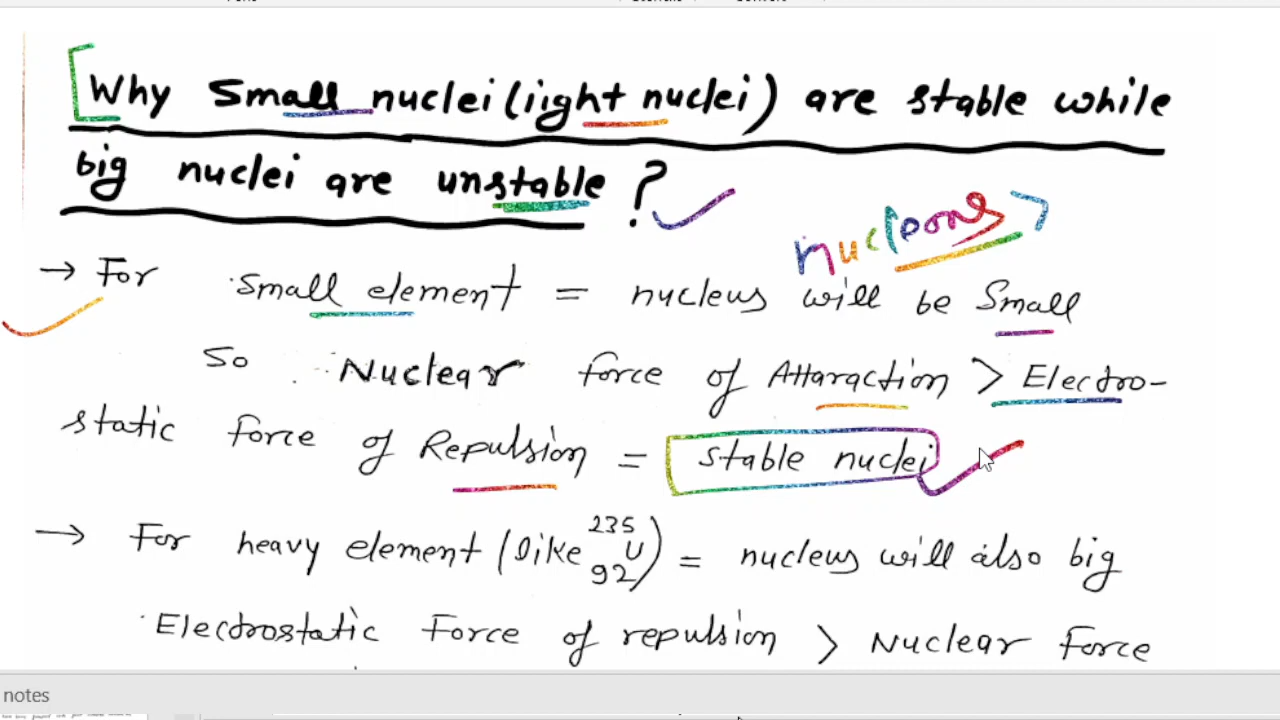 Why Small nuclei (light nuclei) are stable while
big nuclei are unstable ?
nucleons
→ For Small element = nucleus will be Small
So Nuclear force of Attaraction > Electro-
static force of Repulsion = stable nuclei
→ For heavy element (like 235 92 U) = nucleus will also big
Electrostatic Force of repulsion > Nuclear Force
notes